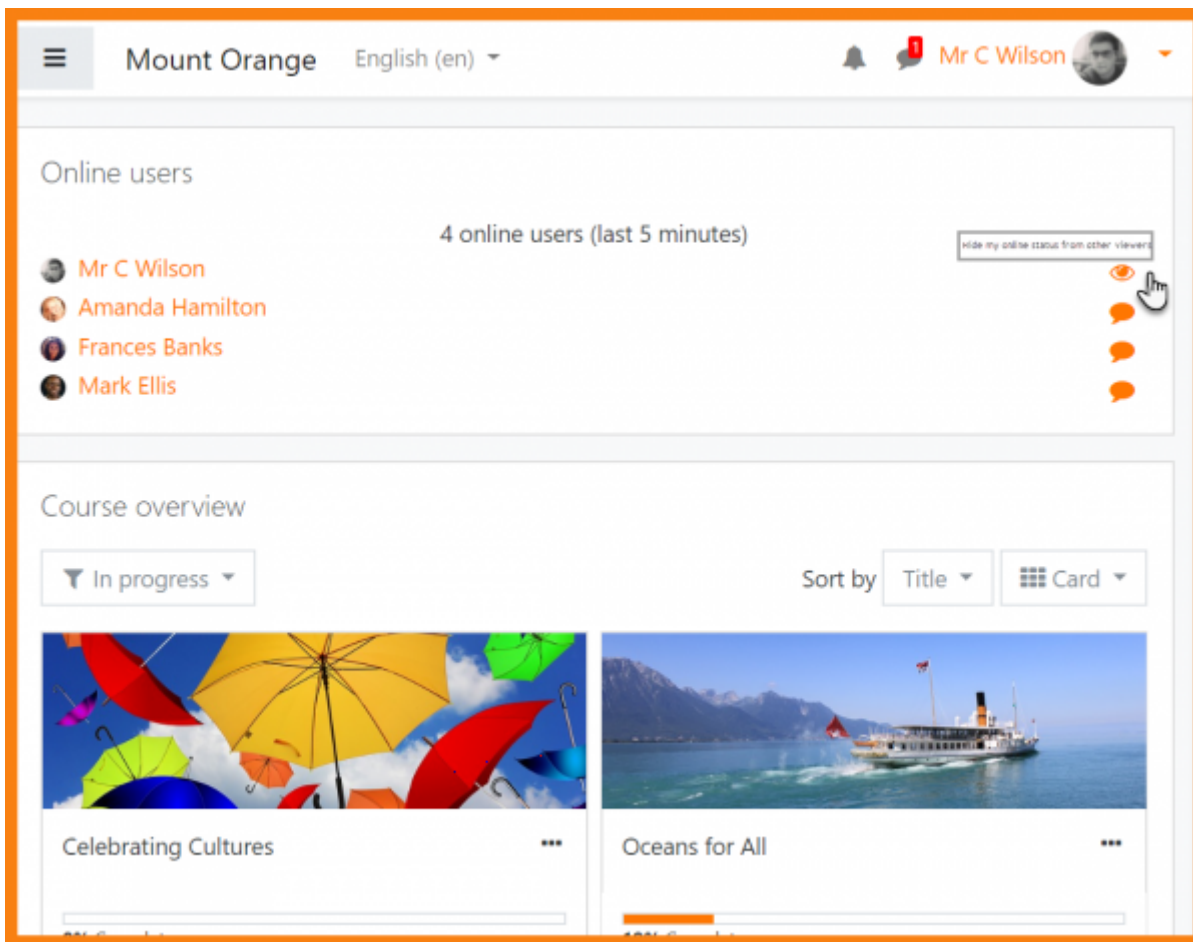 Mount Orange English (en) 1 Mr C Wilson
Online users
4 online users (last 5 minutes)
Hide my online status from other viewers
Mr C Wilson
Amanda Hamilton
Frances Banks
Mark Ellis
Course overview
In progress Sort by Title Card
Celebrating Cultures ...
Oceans for All ...